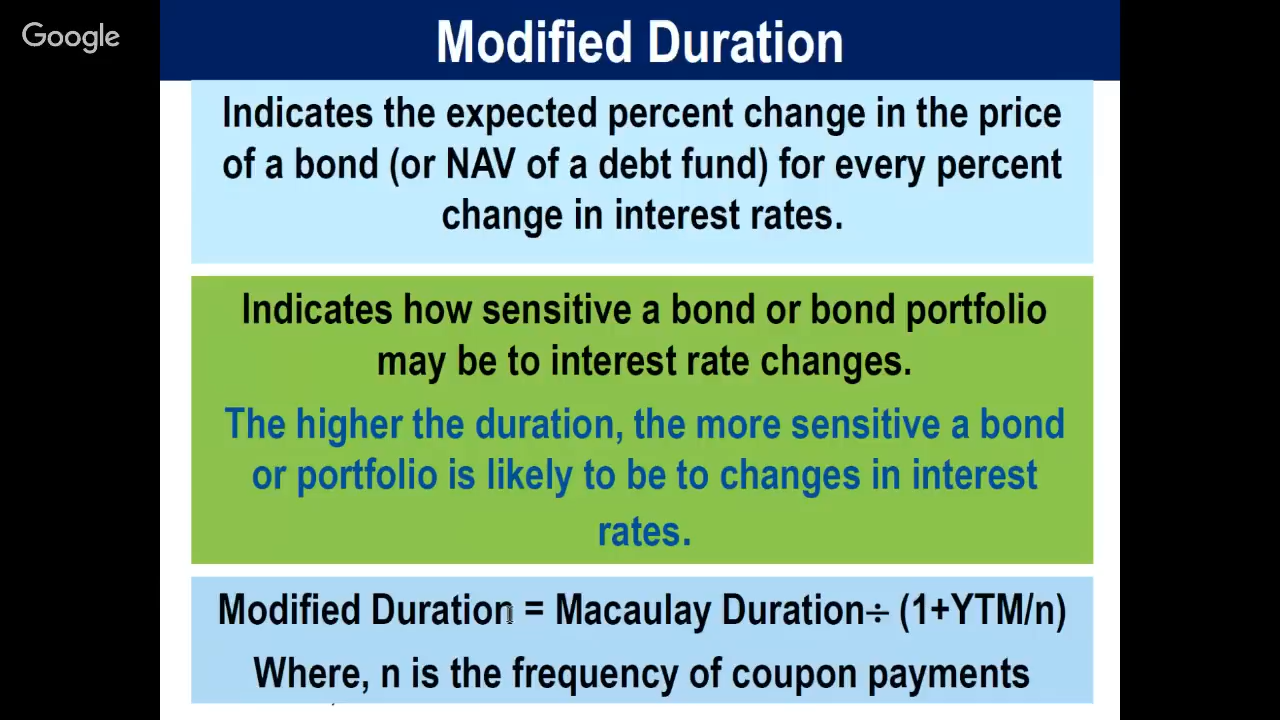 Google
Modified Duration
Indicates the expected percent change in the price
of a bond (or NAV of a debt fund) for every percent
change in interest rates.
Indicates how sensitive a bond or bond portfolio
may be to interest rate changes.
The higher the duration, the more sensitive a bond
or portfolio is likely to be to changes in interest
rates.
Modified Duration = Macaulay Duration÷ (1+YTM/n)
Where, n is the frequency of coupon payments